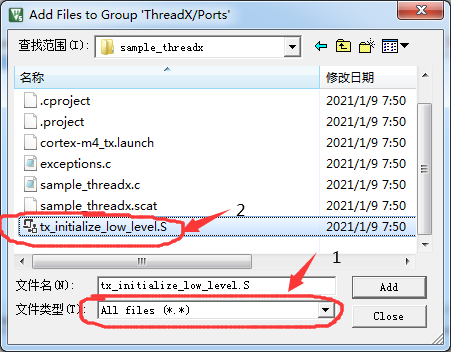 Add Files to Group 'ThreadX/Ports'
查找范围(I): sample_threadx
名称 修改日期
.cproject 2021/1/9 7:50
.project 2021/1/9 7:50
cortex-m4_tx.launch 2021/1/9 7:50
exceptions.c 2021/1/9 7:50
sample_threadx.c 2021/1/9 7:50
sample_threadx.scat 2021/1/9 7:50
tx_initialize_low_level.S 2021/1/9 7:50
2
1
文件名(N): tx_initialize_low_level.S Add
文件类型(T): All files (*.*) Close